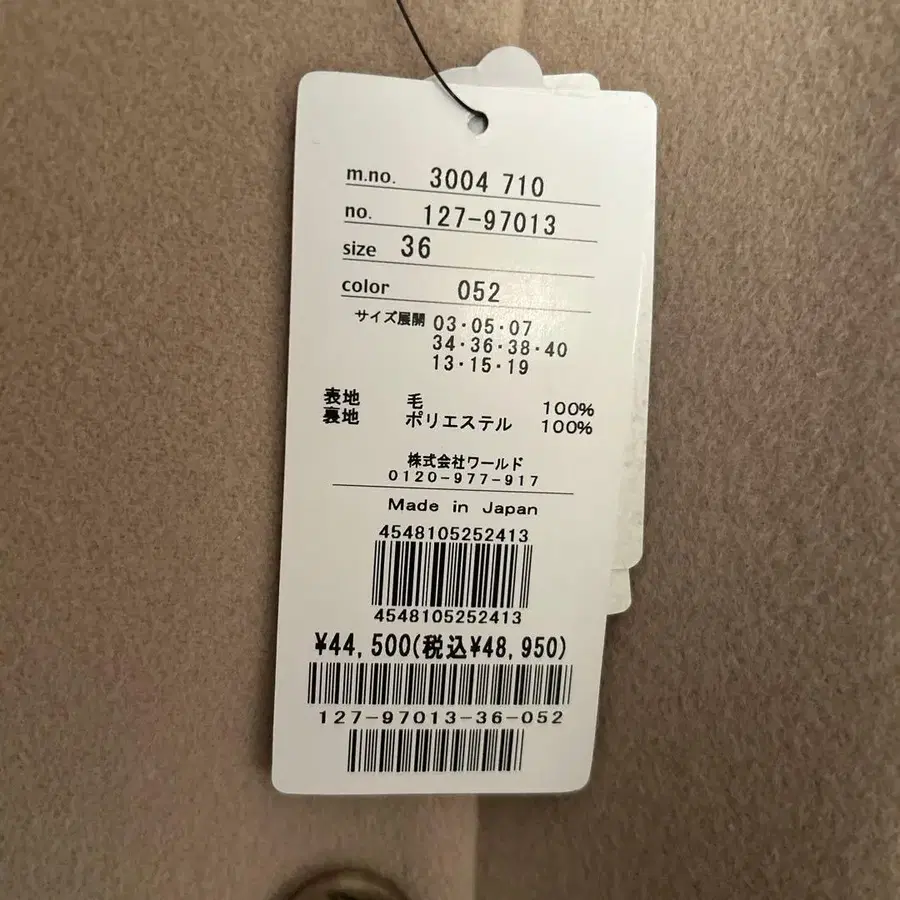 m.no. 3004 710
no. 127-97013
size 36
color 052
サイズ展開 03・05・07
34・36・38・40
13・15・19
表地 毛 100%
裏地 ポリエステル 100%
株式会社ワールド
0120-977-917
Made in Japan
4548105252413
4548105252413
¥44,500(税込¥48,950)
127-97013-36-052